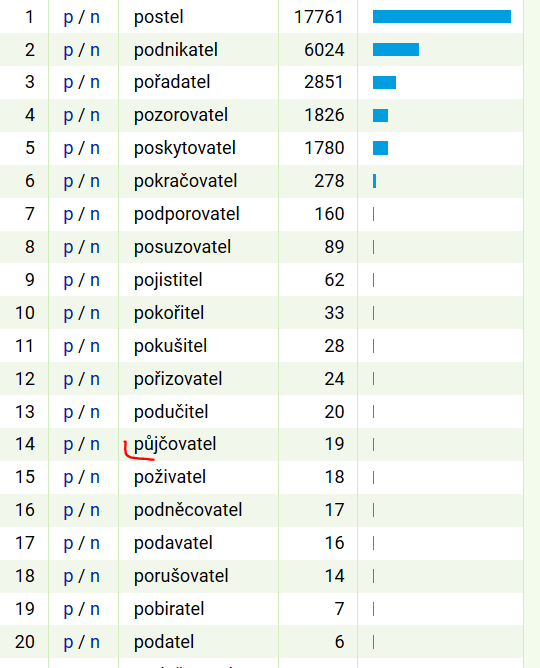 1 p / n postel 17761
2 p / n podnikatel 6024
3 p / n pořadatel 2851
4 p / n pozorovatel 1826
5 p / n poskytovatel 1780
6 p / n pokračovatel 278
7 p / n podporovatel 160
8 p / n posuzovatel 89
9 p / n pojistitel 62
10 p / n pokořitel 33
11 p / n pokušitel 28
12 p / n pořizovatel 24
13 p / n podučitel 20
14 p / n půjčovatel 19
15 p / n poživatel 18
16 p / n podněcovatel 17
17 p / n podavatel 16
18 p / n porušovatel 14
19 p / n pobiratel 7
20 p / n podatel 6